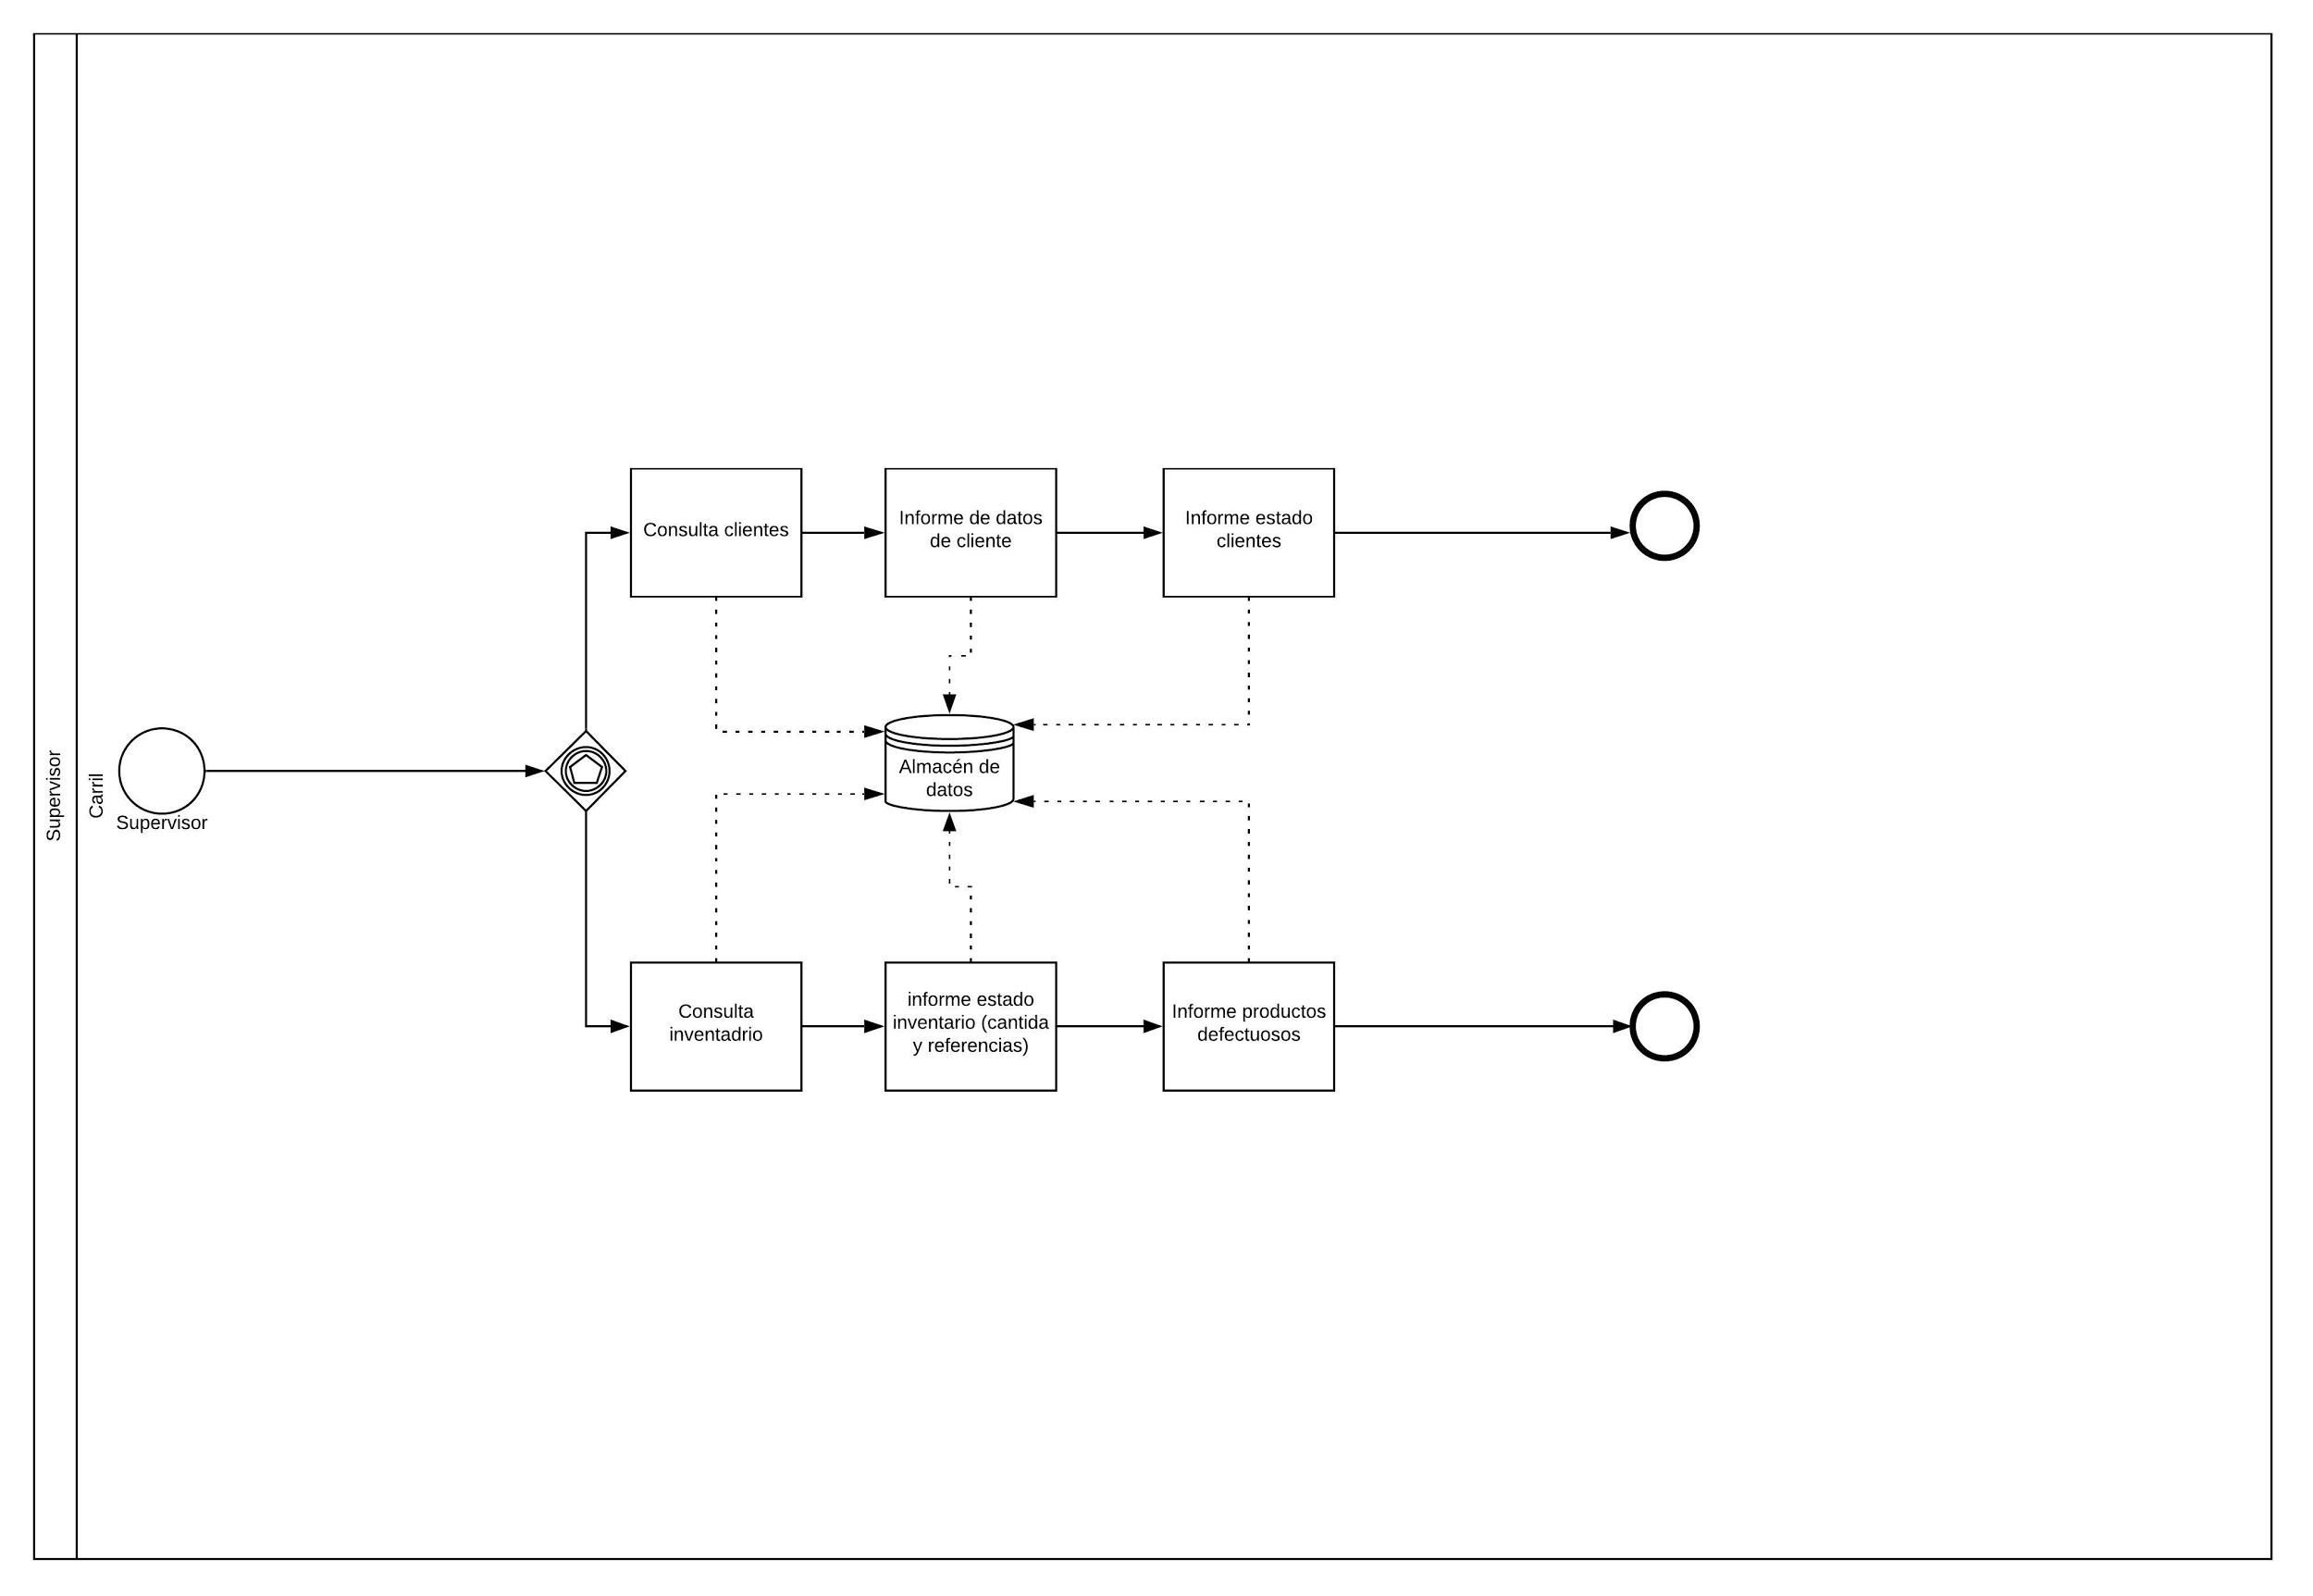 Supervisor
Carril
Supervisor
Consulta clientes
Informe de datos
de cliente
Informe estado
clientes
Almacén de
datos
Consulta
inventadrio
informe estado
inventario (cantida
y referencias)
Informe productos
defectuosos